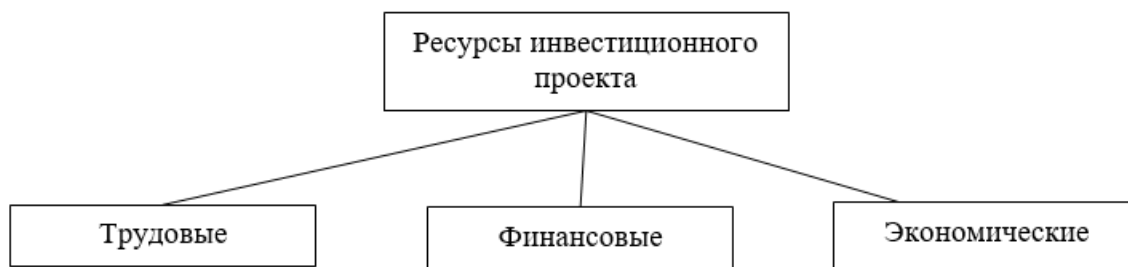 Ресурсы инвестиционного
проекта
Трудовые
Финансовые
Экономические